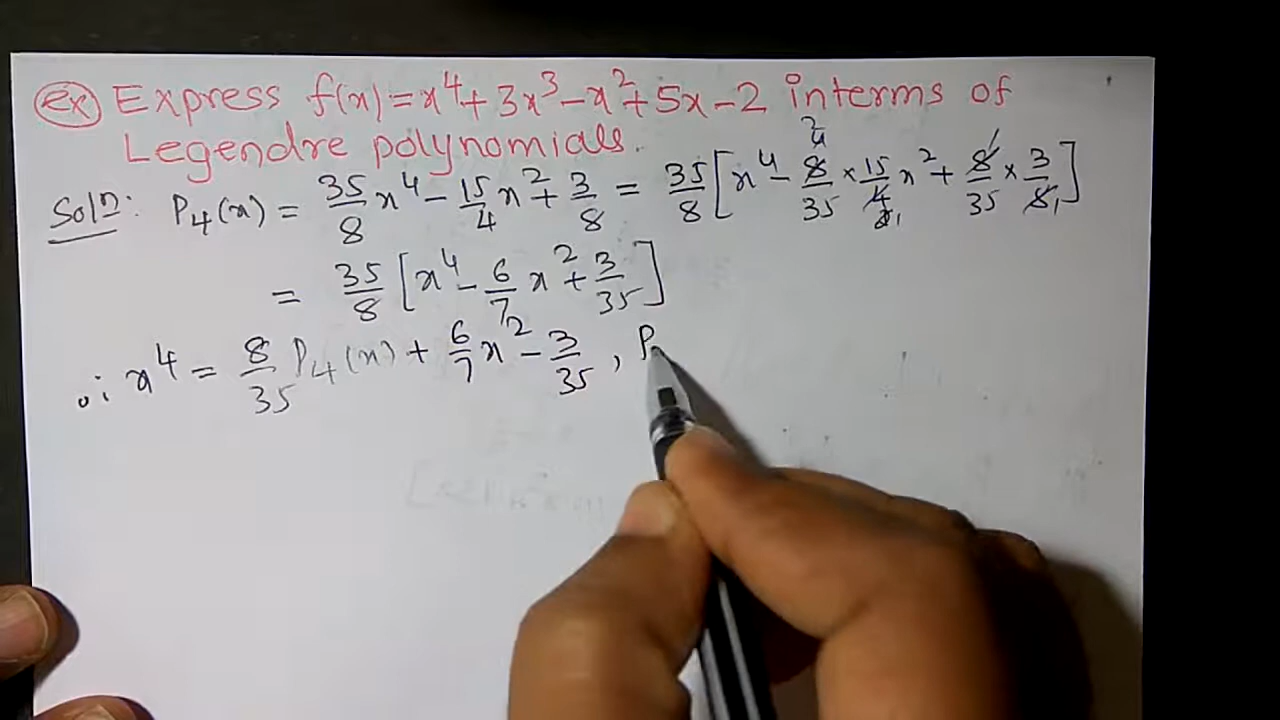 ex Express f(x)=x⁴+3x³-x²+5x-2 interms of
Legendre polynomials.
Soln: P₄(x) = 35/8 x⁴ - 15/4 x² + 3/8 = 35/8 [x⁴ - 8/35 × 15/4 x² + 8/35 × 3/8]
= 35/8 [x⁴ - 6/7 x² + 3/35]
∴ x⁴ = 8/35 P₄(x) + 6/7 x² - 3/35 , P